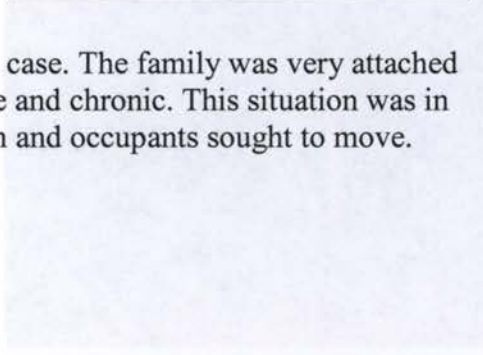 case. The family was very attached
and chronic. This situation was in
and occupants sought to move.